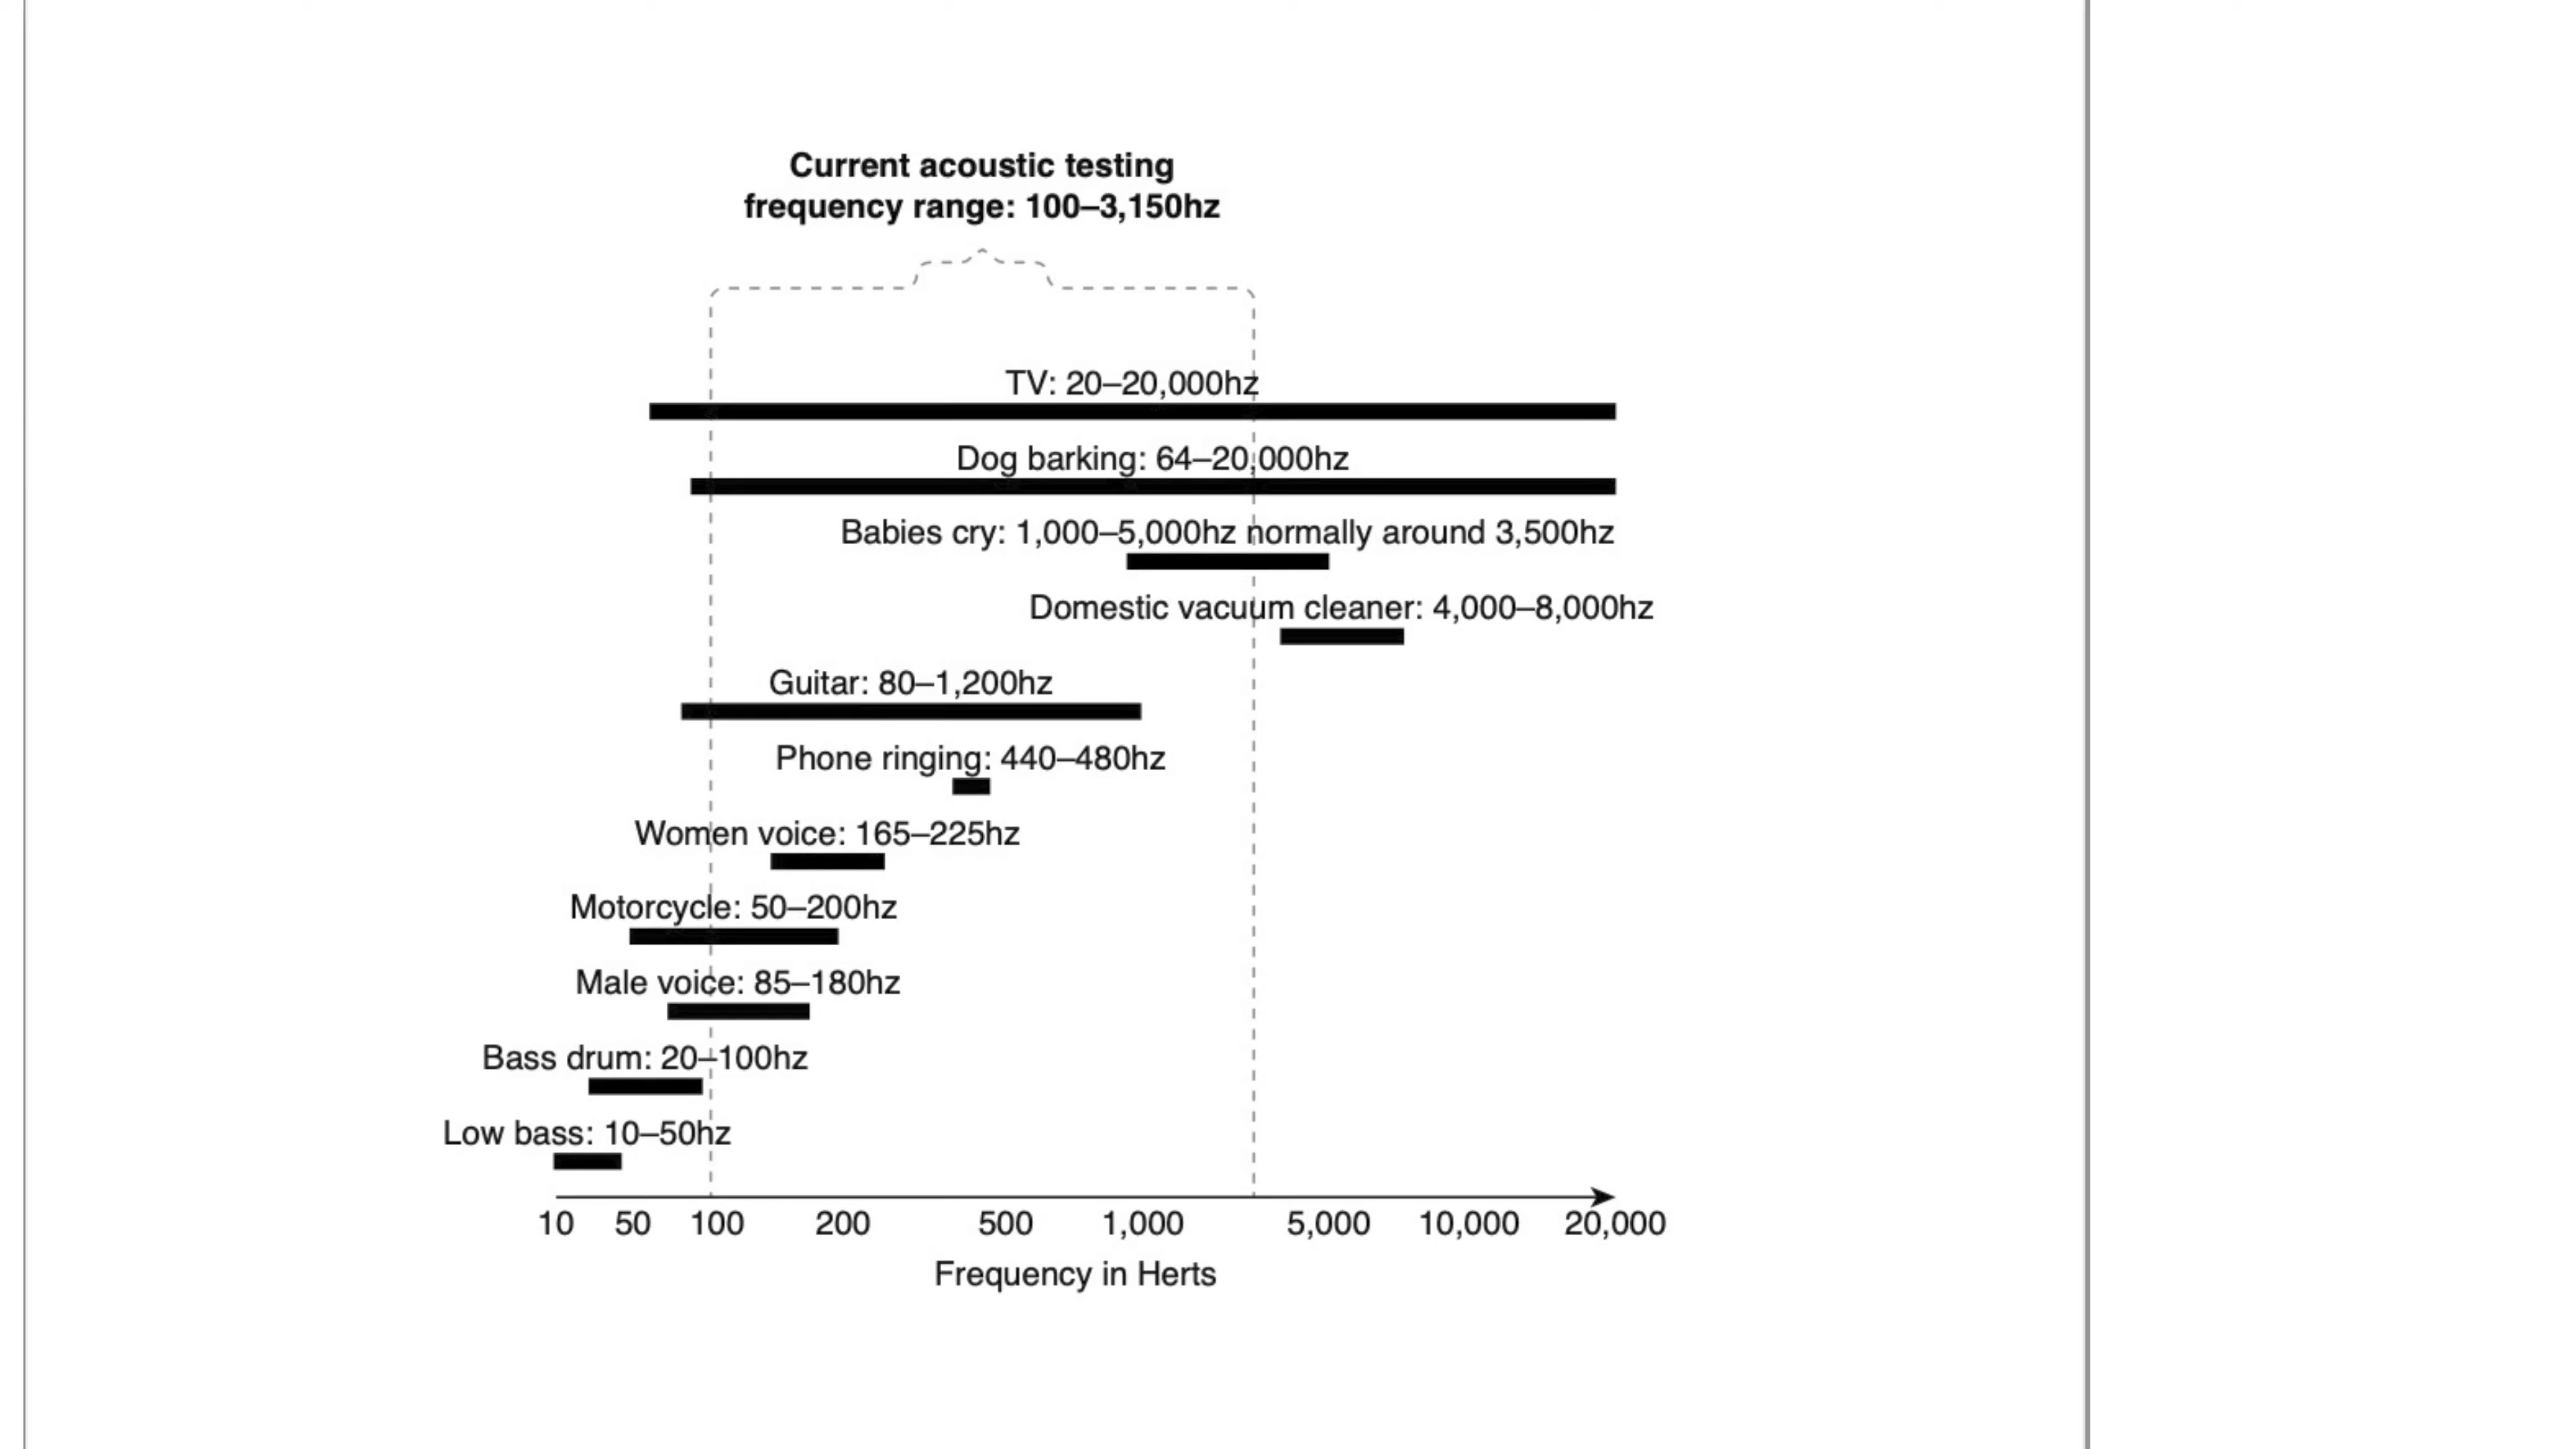 Current acoustic testing
frequency range: 100–3,150hz
TV: 20–20,000hz
Dog barking: 64–20,000hz
Babies cry: 1,000–5,000hz normally around 3,500hz
Domestic vacuum cleaner: 4,000–8,000hz
Guitar: 80–1,200hz
Phone ringing: 440–480hz
Women voice: 165–225hz
Motorcycle: 50–200hz
Male voice: 85–180hz
Bass drum: 20–100hz
Low bass: 10–50hz
10 50 100 200 500 1,000 5,000 10,000 20,000
Frequency in Herts